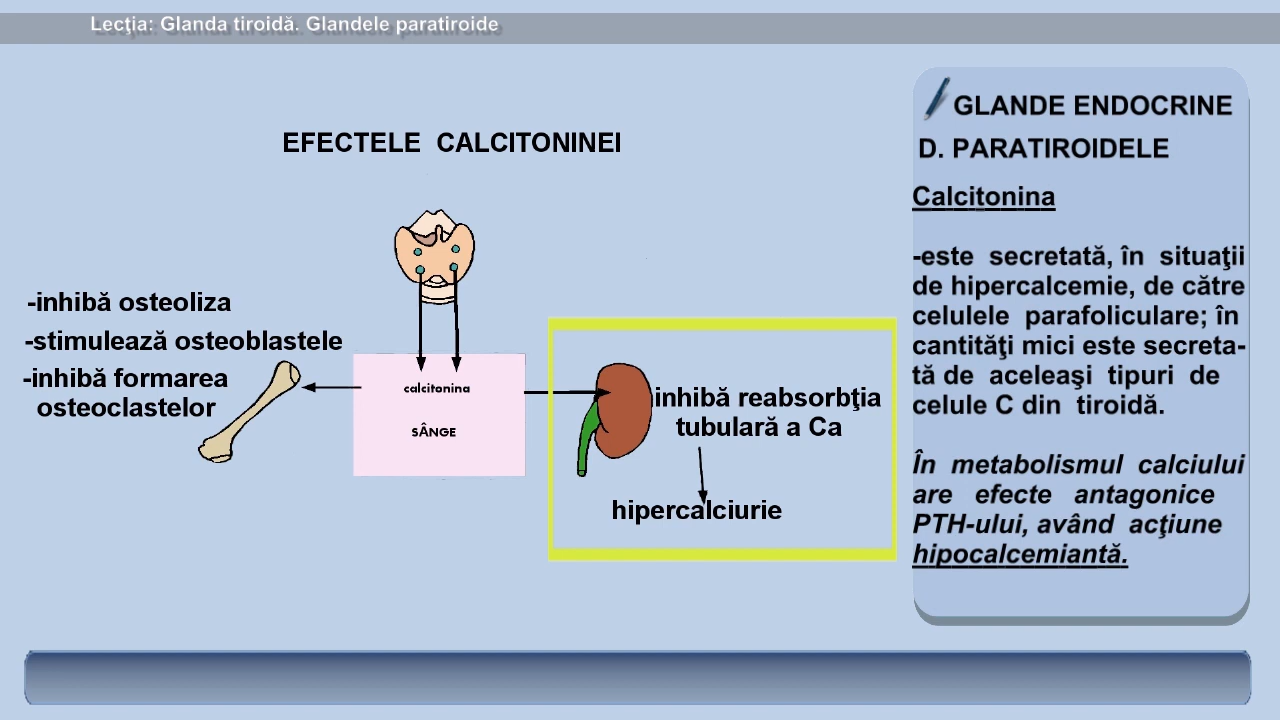 Lecţia: Glanda tiroidă. Glandele paratiroide
EFECTELE CALCITONINEI
-inhibă osteoliza
-stimulează osteoblastele
-inhibă formarea
osteoclastelor
calcitonina
SÂNGE
inhibă reabsorbţia
tubulară a Ca
hipercalciurie
GLANDE ENDOCRINE
D. PARATIROIDELE
Calcitonina
-este secretată, în situaţii
de hipercalcemie, de către
celulele parafoliculare; în
cantităţi mici este secreta-
tă de aceleaşi tipuri de
celule C din tiroidă.
În metabolismul calciului
are efecte antagonice
PTH-ului, având acţiune
hipocalcemiantă.